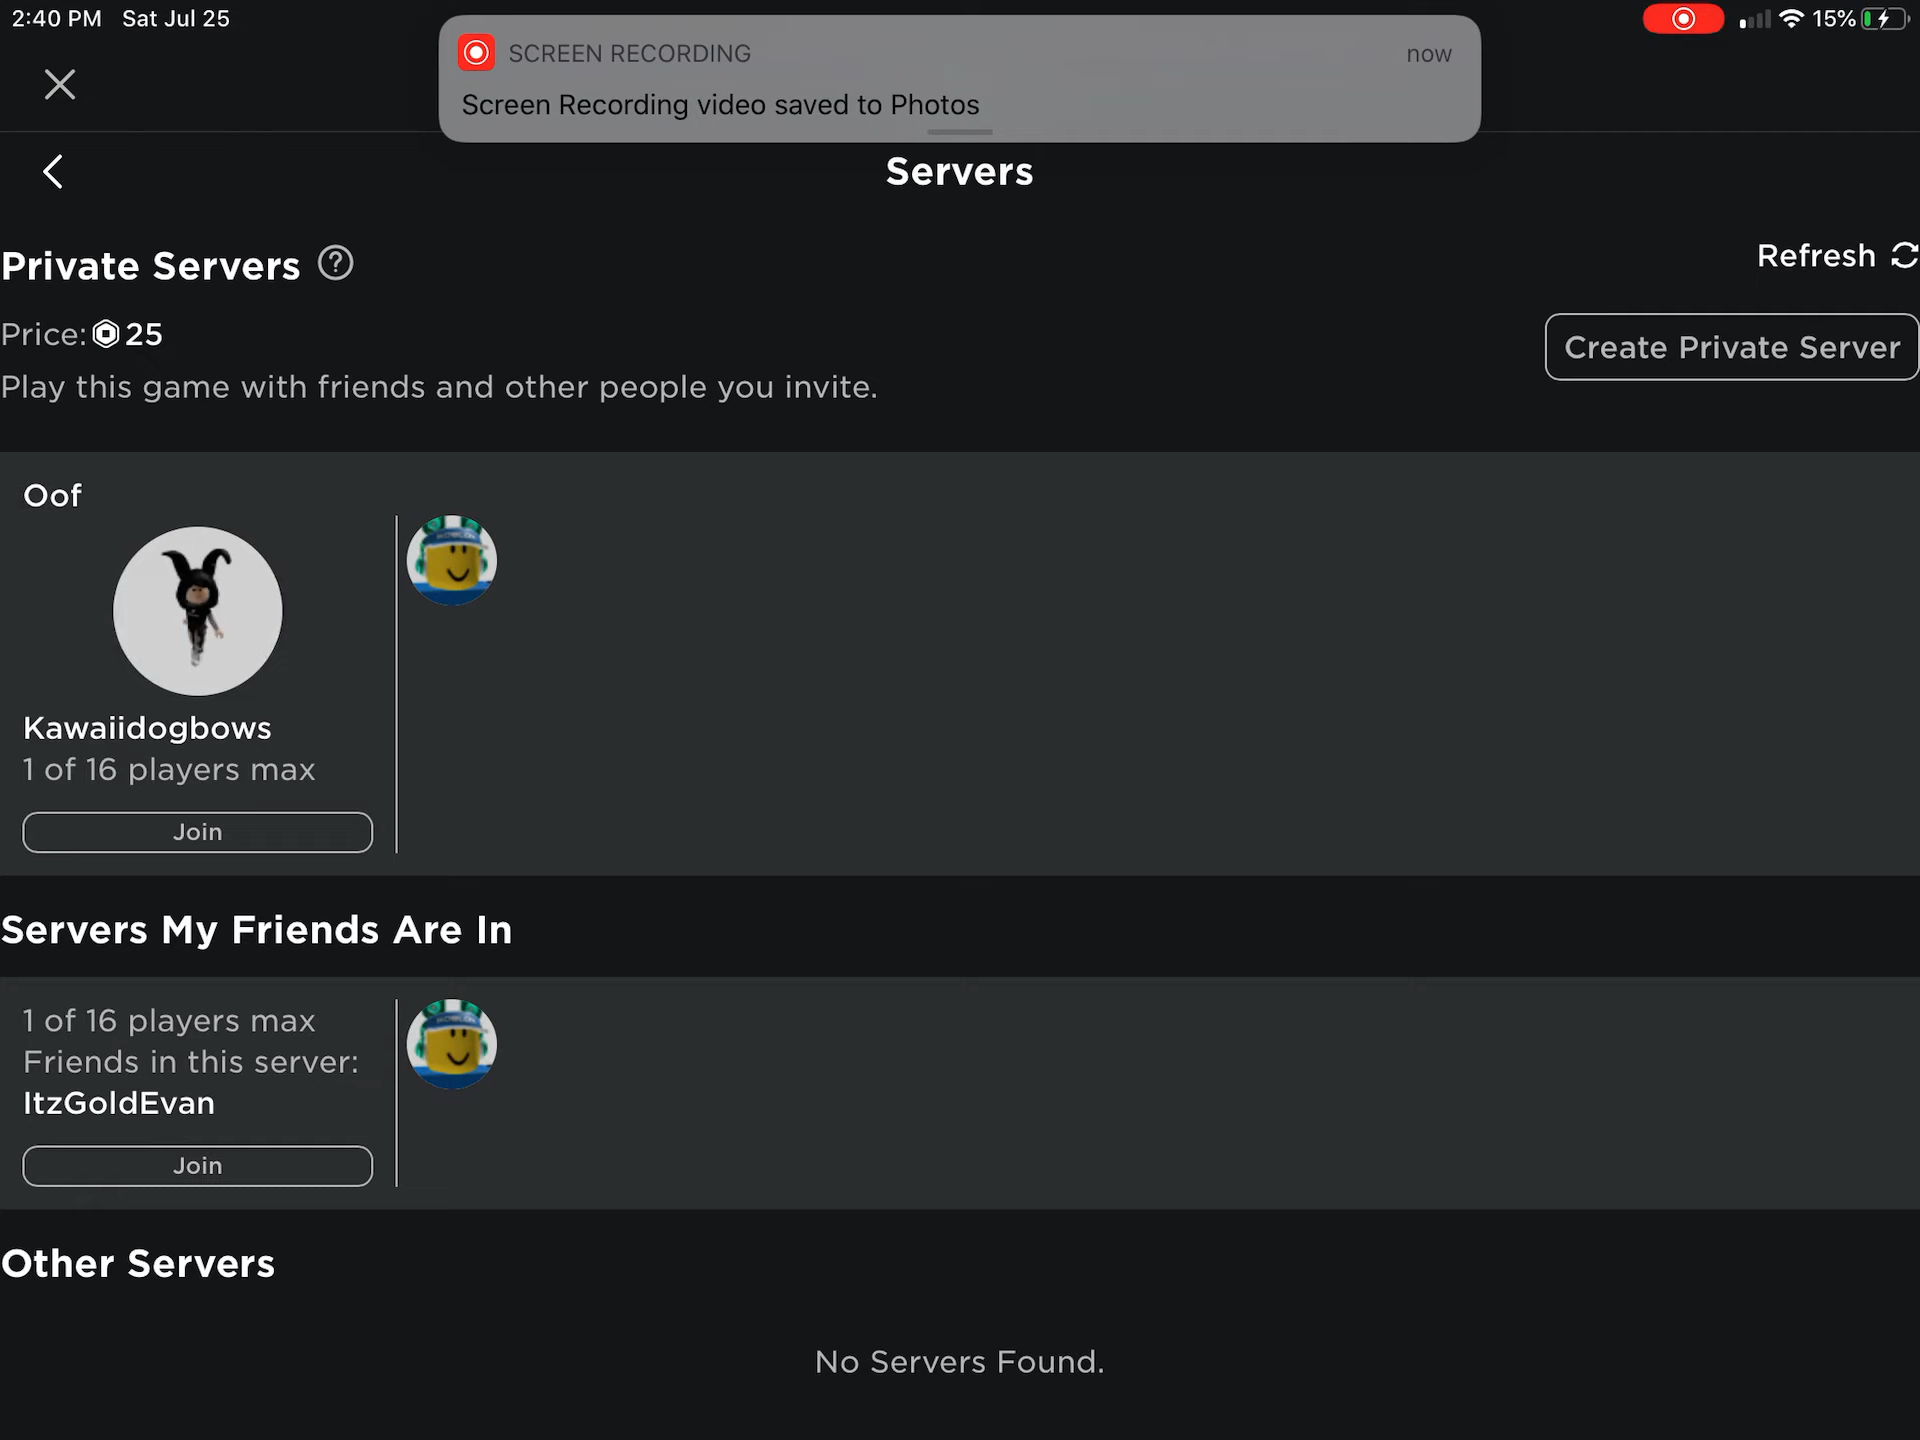 2:40 PM Sat Jul 25
15%
SCREEN RECORDING
now
Screen Recording video saved to Photos
Servers
Private Servers ?
Refresh
Price: 25
Create Private Server
Play this game with friends and other people you invite.
Oof
Kawaiidogbows
1 of 16 players max
Join
Servers My Friends Are In
1 of 16 players max
Friends in this server:
ItzGoldEvan
Join
Other Servers
No Servers Found.